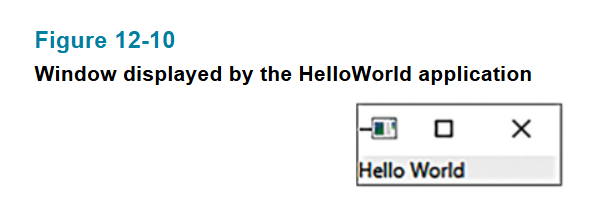 Figure 12-10
Window displayed by the HelloWorld application
Hello World